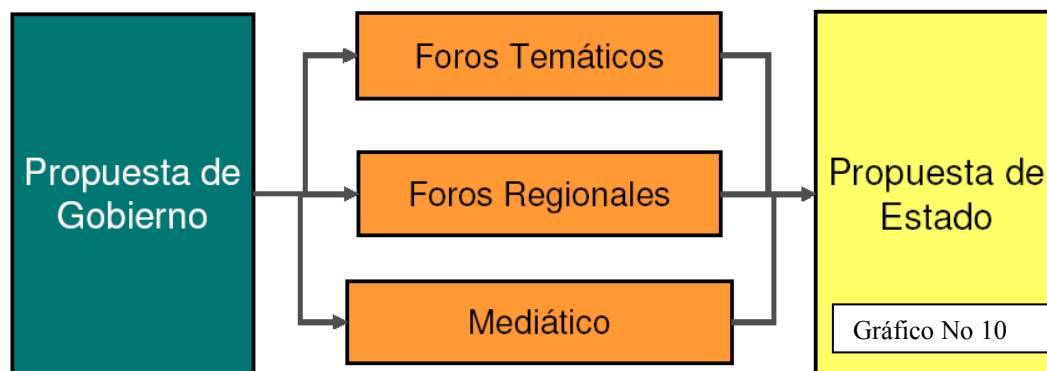 Propuesta de
Gobierno
Foros Temáticos
Foros Regionales
Mediático
Propuesta de
Estado
Gráfico No 10